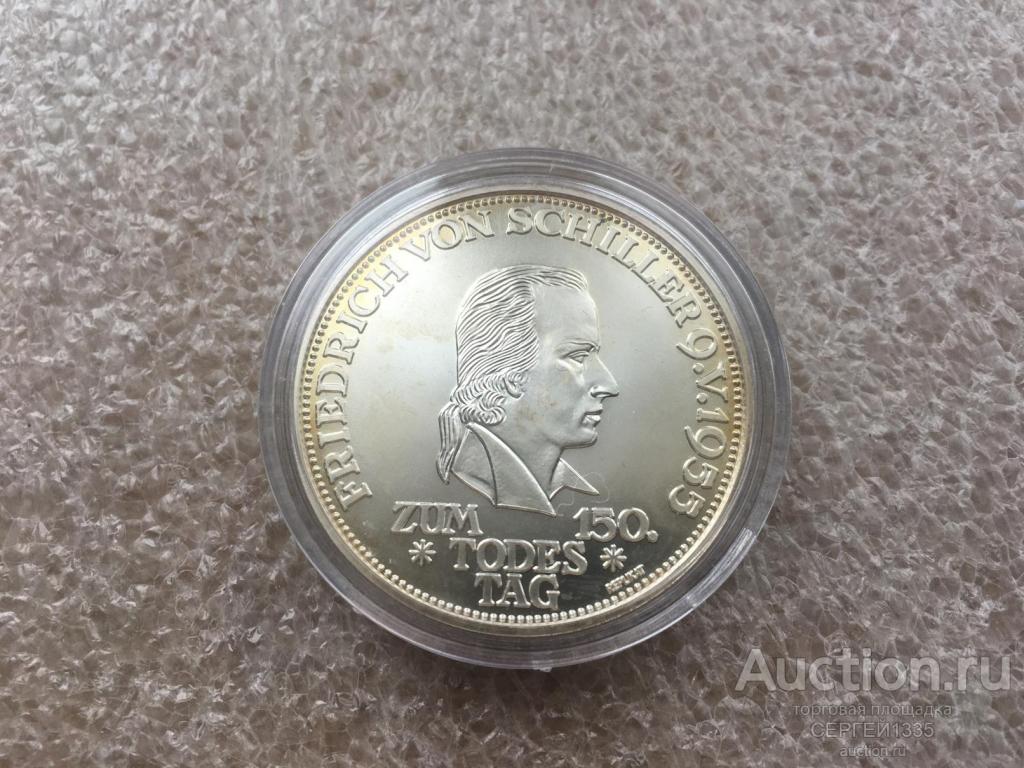 FRIEDRICH VON SCHILLER 9.V.1955
ZUM 150.
* TODES *
TAG
Auction.ru
торговая площадка
СЕРГЕЙ1335
auction.ru